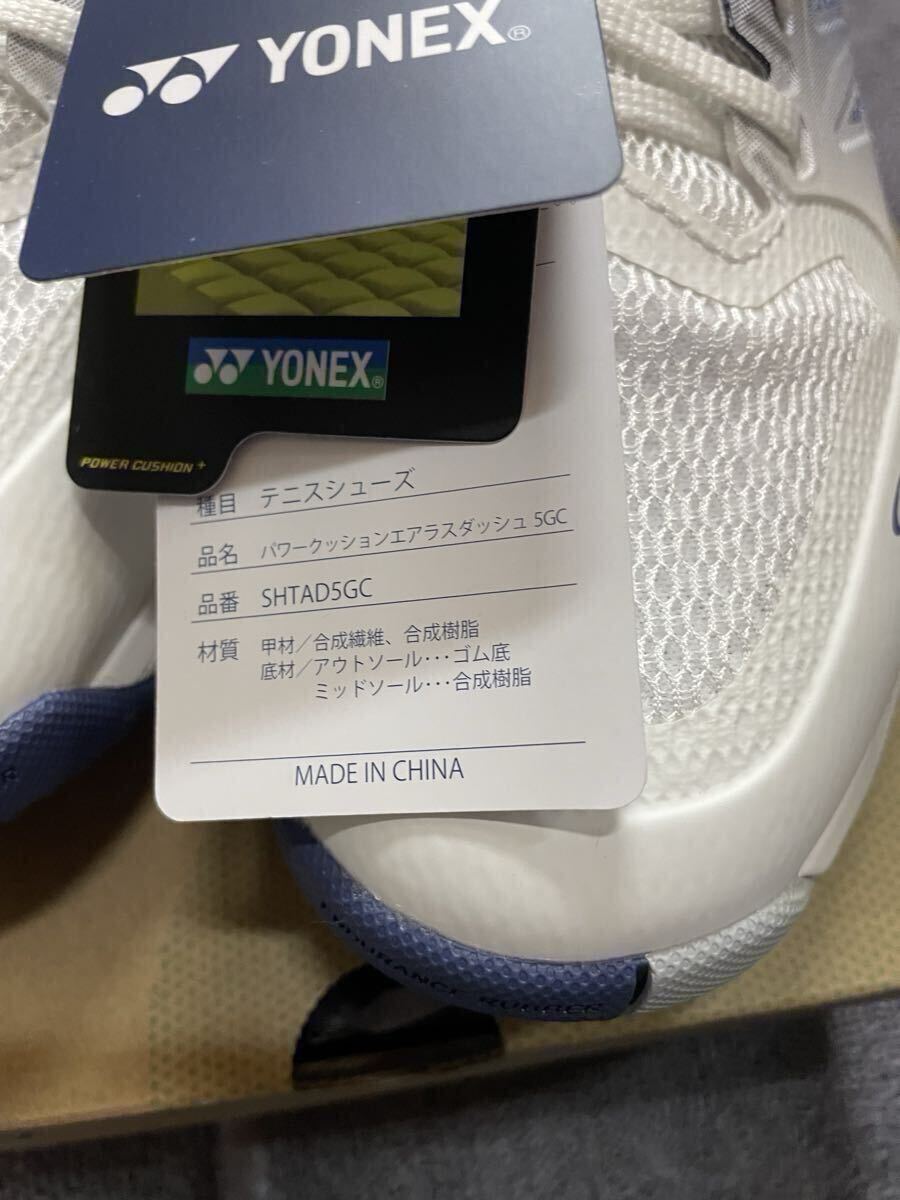 YONEX®
YONEX®
POWER CUSHION +
種目 テニスシューズ
品名 パワークッションエアラスダッシュ 5GC
品番 SHTAD5GC
材質 甲材／合成繊維、合成樹脂
底材／アウトソール･･･ゴム底
ミッドソール･･･合成樹脂
MADE IN CHINA
ENDURANCE RUBBER